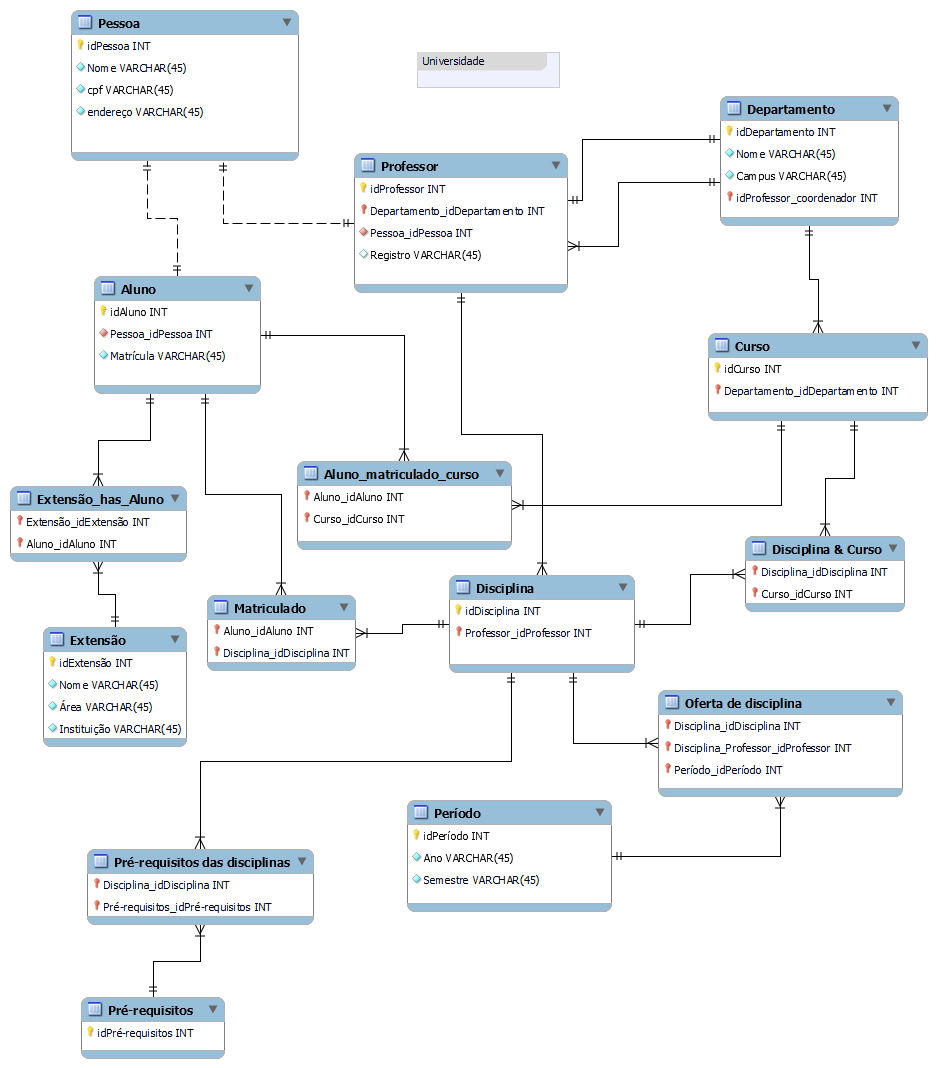 Pessoa
idPessoa INT
Nome VARCHAR(45)
cpf VARCHAR(45)
endereço VARCHAR(45)
Universidade
Departamento
idDepartamento INT
Nome VARCHAR(45)
Campus VARCHAR(45)
idProfessor_coordenador INT
Professor
idProfessor INT
Departamento_idDepartamento INT
Pessoa_idPessoa INT
Registro VARCHAR(45)
Aluno
idAluno INT
Pessoa_idPessoa INT
Matrícula VARCHAR(45)
Curso
idCurso INT
Departamento_idDepartamento INT
Aluno_matriculado_curso
Aluno_idAluno INT
Curso_idCurso INT
Extensão_has_Aluno
Extensão_idExtensão INT
Aluno_idAluno INT
Disciplina & Curso
Disciplina_idDisciplina INT
Curso_idCurso INT
Disciplina
idDisciplina INT
Professor_idProfessor INT
Matriculado
Aluno_idAluno INT
Disciplina_idDisciplina INT
Extensão
idExtensão INT
Nome VARCHAR(45)
Área VARCHAR(45)
Instituição VARCHAR(45)
Oferta de disciplina
Disciplina_idDisciplina INT
Disciplina_Professor_idProfessor INT
Período_idPeríodo INT
Período
idPeríodo INT
Ano VARCHAR(45)
Semestre VARCHAR(45)
Pré-requisitos das disciplinas
Disciplina_idDisciplina INT
Pré-requisitos_idPré-requisitos INT
Pré-requisitos
idPré-requisitos INT